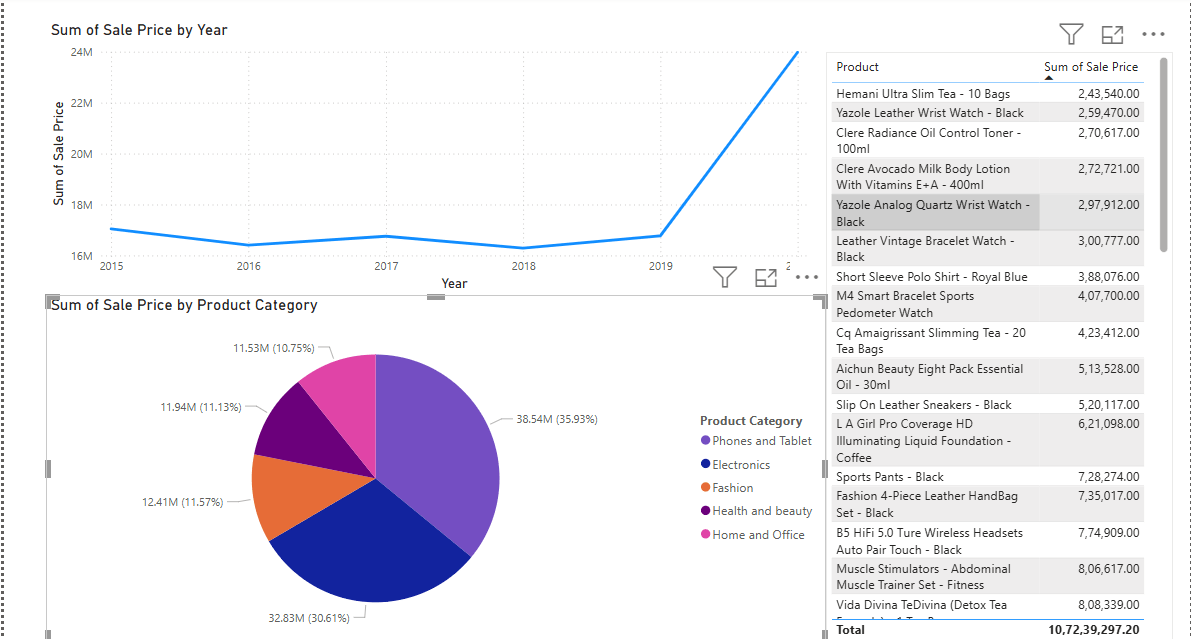 Sum of Sale Price by Year
24M
22M
20M
18M
16M
Sum of Sale Price
2015
2016
2017
2018
2019
Year
Sum of Sale Price by Product Category
11.53M (10.75%)
11.94M (11.13%)
12.41M (11.57%)
32.83M (30.61%)
38.54M (35.93%)
Product Category
Phones and Tablet
Electronics
Fashion
Health and beauty
Home and Office
Product Sum of Sale Price
Hemani Ultra Slim Tea - 10 Bags 2,43,540.00
Yazole Leather Wrist Watch - Black 2,59,470.00
Clere Radiance Oil Control Toner - 2,70,617.00
100ml
Clere Avocado Milk Body Lotion 2,72,721.00
With Vitamins E+A - 400ml
Yazole Analog Quartz Wrist Watch - 2,97,912.00
Black
Leather Vintage Bracelet Watch - 3,00,777.00
Black
Short Sleeve Polo Shirt - Royal Blue 3,88,076.00
M4 Smart Bracelet Sports 4,07,700.00
Pedometer Watch
Cq Amaigrissant Slimming Tea - 20 4,23,412.00
Tea Bags
Aichun Beauty Eight Pack Essential 5,13,528.00
Oil - 30ml
Slip On Leather Sneakers - Black 5,20,117.00
L A Girl Pro Coverage HD 6,21,098.00
Illuminating Liquid Foundation -
Coffee
Sports Pants - Black 7,28,274.00
Fashion 4-Piece Leather HandBag 7,35,017.00
Set - Black
B5 HiFi 5.0 Ture Wireless Headsets 7,74,909.00
Auto Pair Touch - Black
Muscle Stimulators - Abdominal 8,06,617.00
Muscle Trainer Set - Fitness
Vida Divina TeDivina (Detox Tea 8,08,339.00
Total 10,72,39,297.20